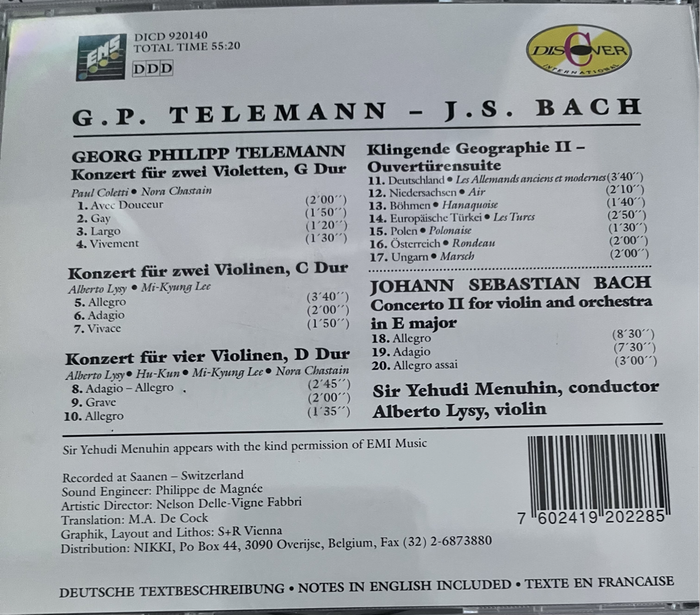 EMS
DICD 920140
TOTAL TIME 55:20
DDD
DISCOVER
INTERNATIONAL
G.P. TELEMANN – J.S. BACH
GEORG PHILIPP TELEMANN
Konzert für zwei Violetten, G Dur
Paul Coletti • Nora Chastain
1. Avec Douceur (2'00'')
2. Gay (1'50'')
3. Largo (1'20'')
4. Vivement (1'30'')
Konzert für zwei Violinen, C Dur
Alberto Lysy • Mi-Kyung Lee
5. Allegro (3'40'')
6. Adagio (2'00'')
7. Vivace (1'50'')
Konzert für vier Violinen, D Dur
Alberto Lysy • Hu-Kun • Mi-Kyung Lee • Nora Chastain
8. Adagio – Allegro (2'45'')
9. Grave (2'00'')
10. Allegro (1'35'')
Klingende Geographie II –
Ouvertürensuite
11. Deutschland • Les Allemands anciens et modernes (3'40'')
12. Niedersachsen • Air (2'10'')
13. Böhmen • Hanaquoise (1'40'')
14. Europäische Türkei • Les Turcs (2'50'')
15. Polen • Polonaise (1'30'')
16. Österreich • Rondeau (2'00'')
17. Ungarn • Marsch (2'00'')
JOHANN SEBASTIAN BACH
Concerto II for violin and orchestra
in E major
18. Allegro (8'30'')
19. Adagio (7'30'')
20. Allegro assai (3'00'')
Sir Yehudi Menuhin, conductor
Alberto Lysy, violin
Sir Yehudi Menuhin appears with the kind permission of EMI Music
Recorded at Saanen – Switzerland
Sound Engineer: Philippe de Magnée
Artistic Director: Nelson Delle-Vigne Fabbri
Translation: M.A. De Cock
Graphik, Layout and Lithos: S+R Vienna
Distribution: NIKKI, Po Box 44, 3090 Overijse, Belgium, Fax (32) 2-6873880
7 602419 202285
DEUTSCHE TEXTBESCHREIBUNG • NOTES IN ENGLISH INCLUDED • TEXTE EN FRANCAISE